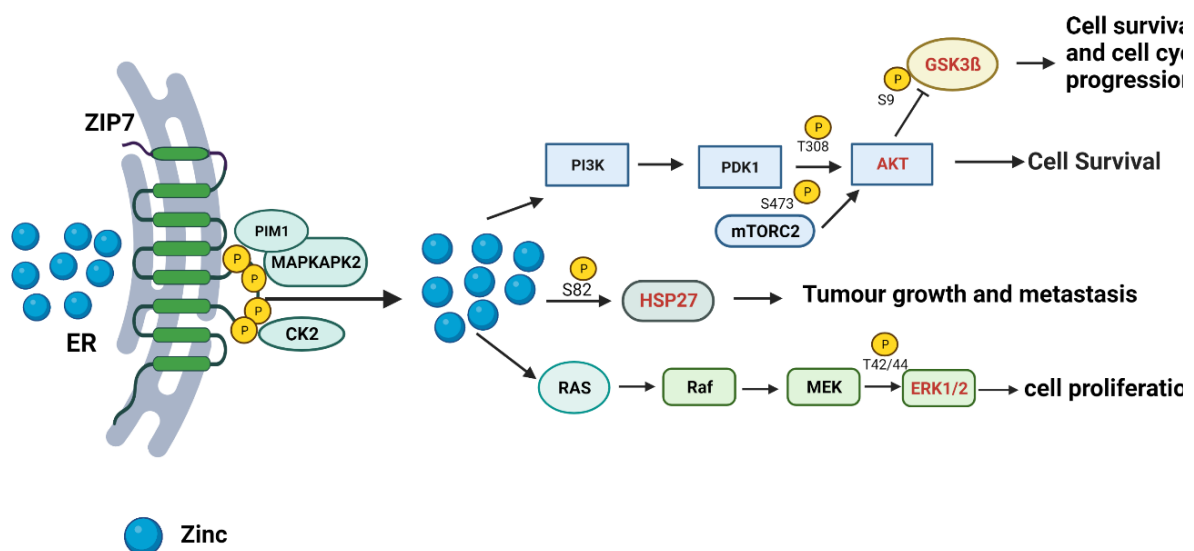 Cell surviva
and cell cyc
progression
GSK3ß
P
S9
ZIP7
P
T308
PI3K
PDK1
AKT
Cell Survival
P
S473
mTORC2
PIM1
MAPKAPK2
P
P
P
P
CK2
ER
P
S82
HSP27
Tumour growth and metastasis
P
T42/44
RAS
Raf
MEK
ERK1/2
cell proliferatio
Zinc